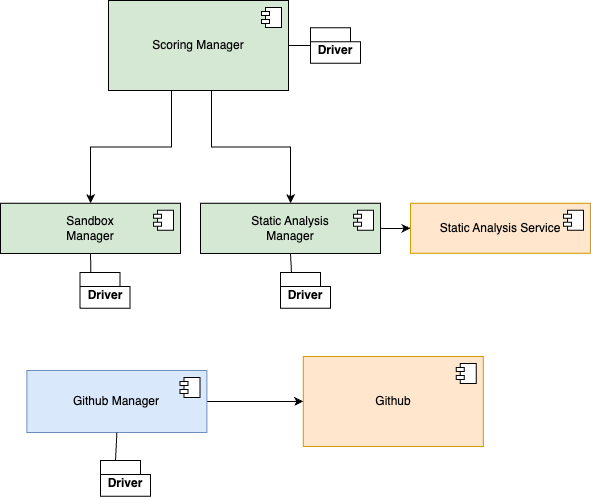 Scoring Manager
Driver
Sandbox
Manager
Static Analysis
Manager
Static Analysis Service
Driver
Driver
Github Manager
Github
Driver